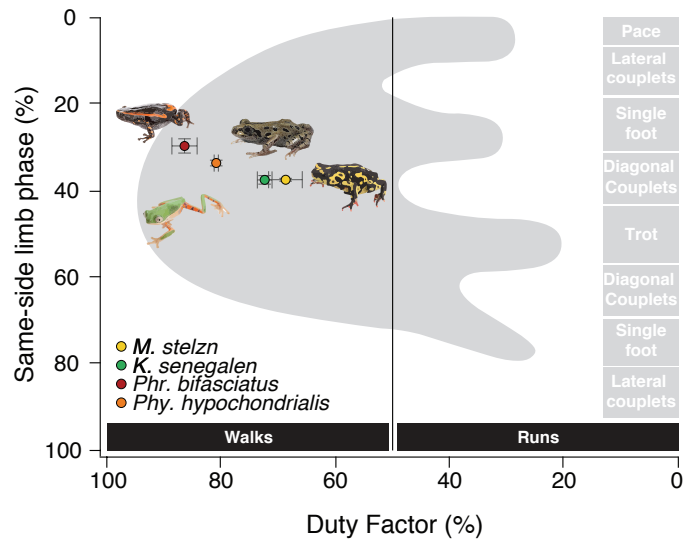 0
20
40
60
80
100
Same-side limb phase (%)
Pace
Lateral
couplets
Single
foot
Diagonal
Couplets
Trot
Diagonal
Couplets
Single
foot
Lateral
couplets
M. stelzn
K. senegalen
Phr. bifasciatus
Phy. hypochondrialis
Walks
Runs
100
80
60
40
20
0
Duty Factor (%)